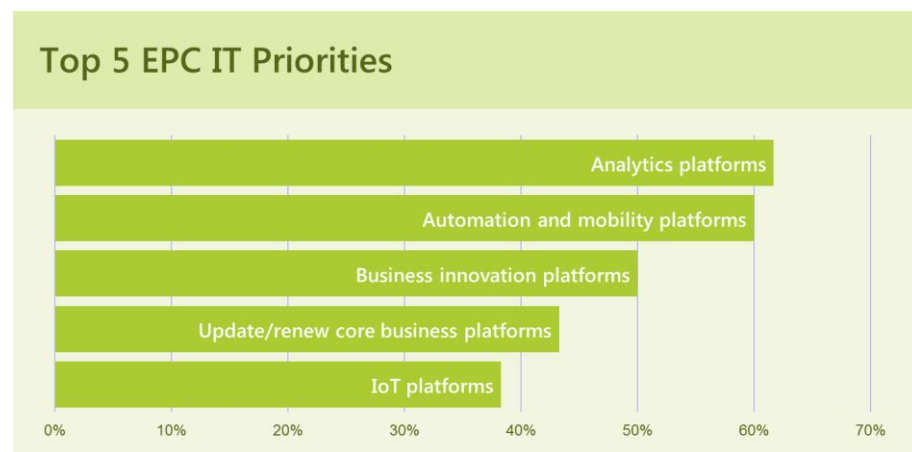 Top 5 EPC IT Priorities
Analytics platforms
Automation and mobility platforms
Business innovation platforms
Update/renew core business platforms
IoT platforms
0% 10% 20% 30% 40% 50% 60% 70%